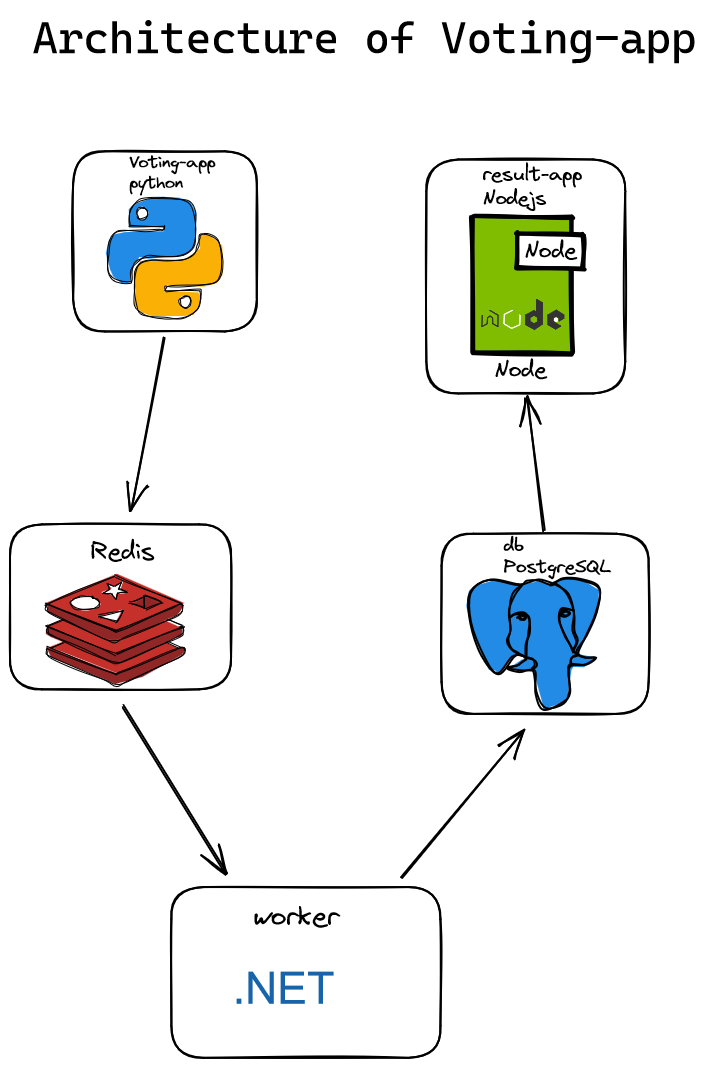 Architecture of Voting-app
Voting-app
python
result-app
Nodejs
Node
node
Node
Redis
db
PostgreSQL
worker
.NET